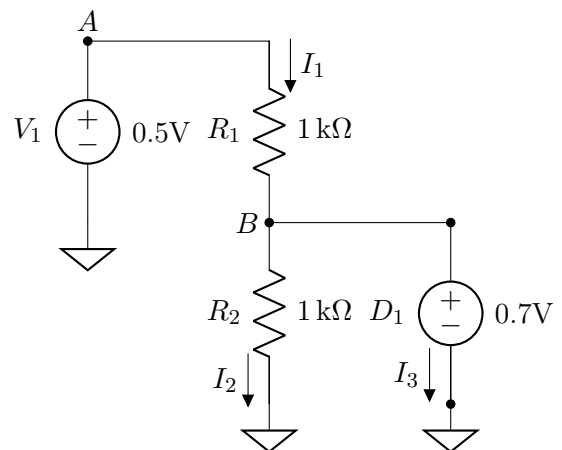 A
I₁
V₁
+
−
0.5V
R₁
1 kΩ
B
R₂
1 kΩ
D₁
+
−
0.7V
I₂
I₃